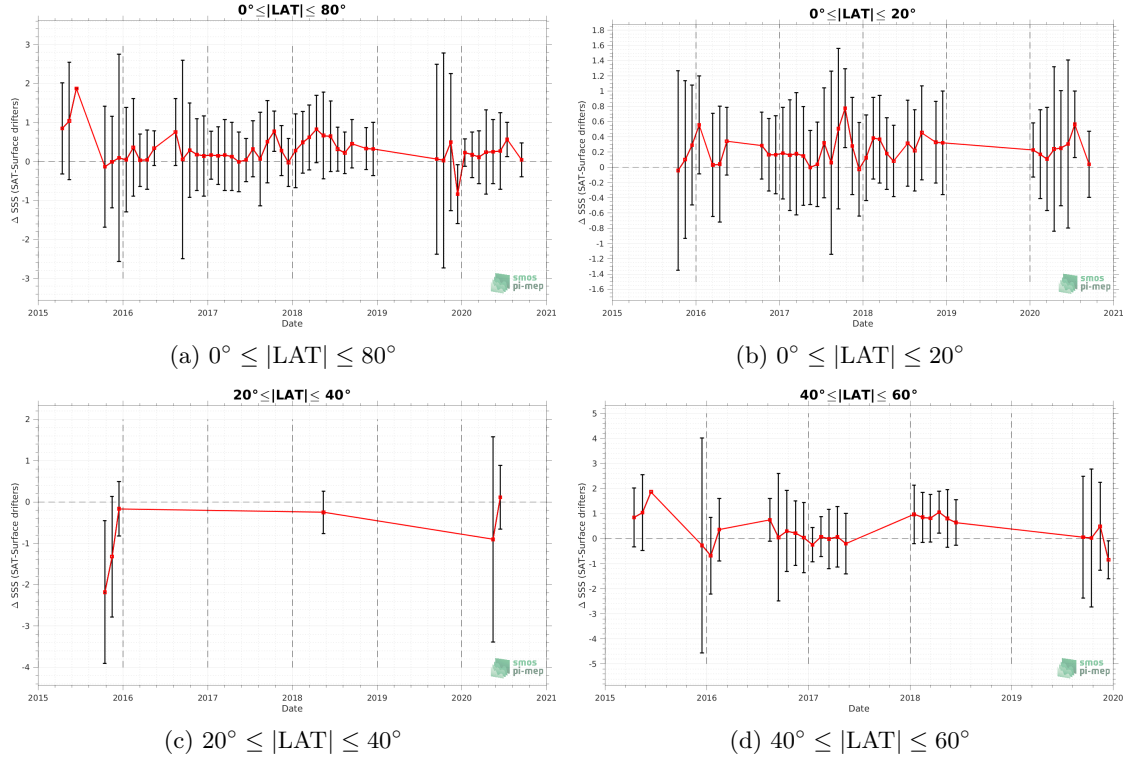 0°≤|LAT|≤ 80°
Δ SSS (SAT-Surface drifters)
3
2
1
0
-1
-2
-3
2015 2016 2017 2018 2019 2020 2021
Date
smos
pi-mep
(a) 0° ≤ |LAT| ≤ 80°
0°≤|LAT|≤ 20°
Δ SSS (SAT-Surface drifters)
1.8
1.6
1.4
1.2
1
0.8
0.6
0.4
0.2
0
-0.2
-0.4
-0.6
-0.8
-1
-1.2
-1.4
-1.6
2015 2016 2017 2018 2019 2020 2021
Date
smos
pi-mep
(b) 0° ≤ |LAT| ≤ 20°
20°≤|LAT|≤ 40°
Δ SSS (SAT-Surface drifters)
2
1
0
-1
-2
-3
-4
2015 2016 2017 2018 2019 2020 2021
Date
smos
pi-mep
(c) 20° ≤ |LAT| ≤ 40°
40°≤|LAT|≤ 60°
Δ SSS (SAT-Surface drifters)
5
4
3
2
1
0
-1
-2
-3
-4
-5
2015 2016 2017 2018 2019 2020
Date
smos
pi-mep
(d) 40° ≤ |LAT| ≤ 60°